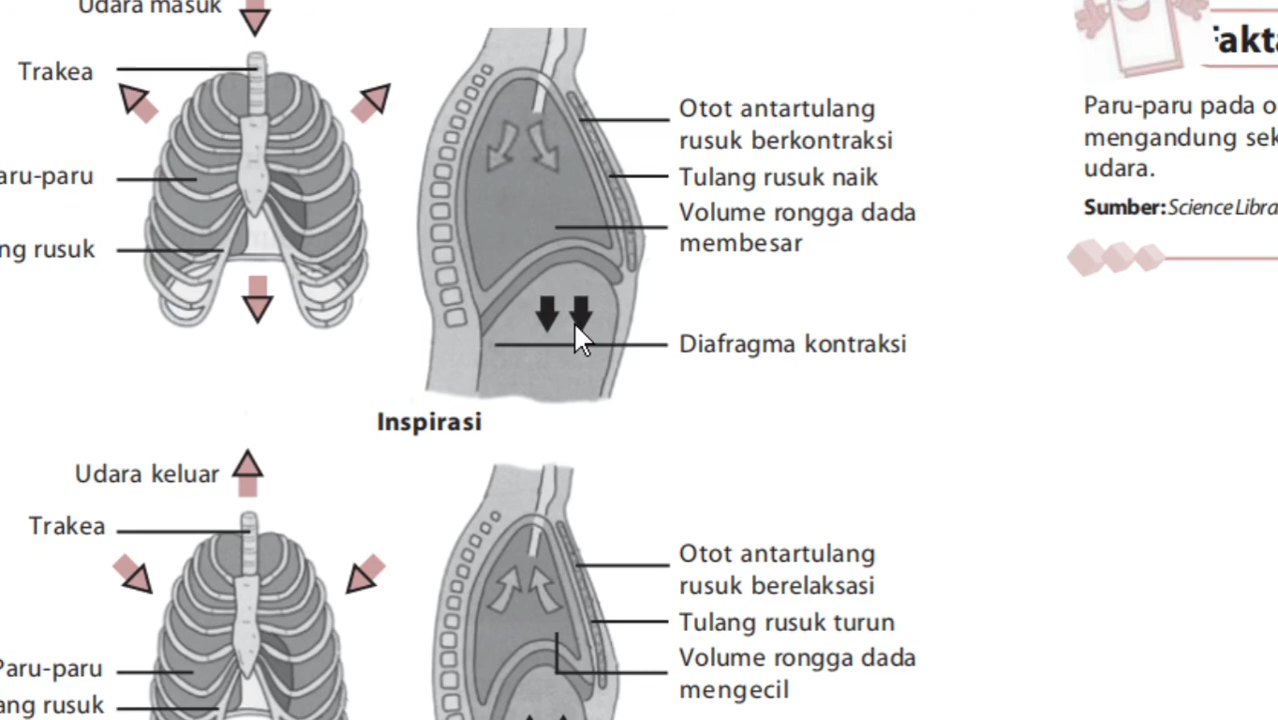 Udara masuk
Trakea
aru-paru
ng rusuk
Otot antartulang
rusuk berkontraksi
Tulang rusuk naik
Volume rongga dada
membesar
Diafragma kontraksi
Inspirasi
Udara keluar
Trakea
Paru-paru
ang rusuk
Otot antartulang
rusuk berelaksasi
Tulang rusuk turun
Volume rongga dada
mengecil
akta
Paru-paru pada o
mengandung sek
udara.
Sumber: Science Libra